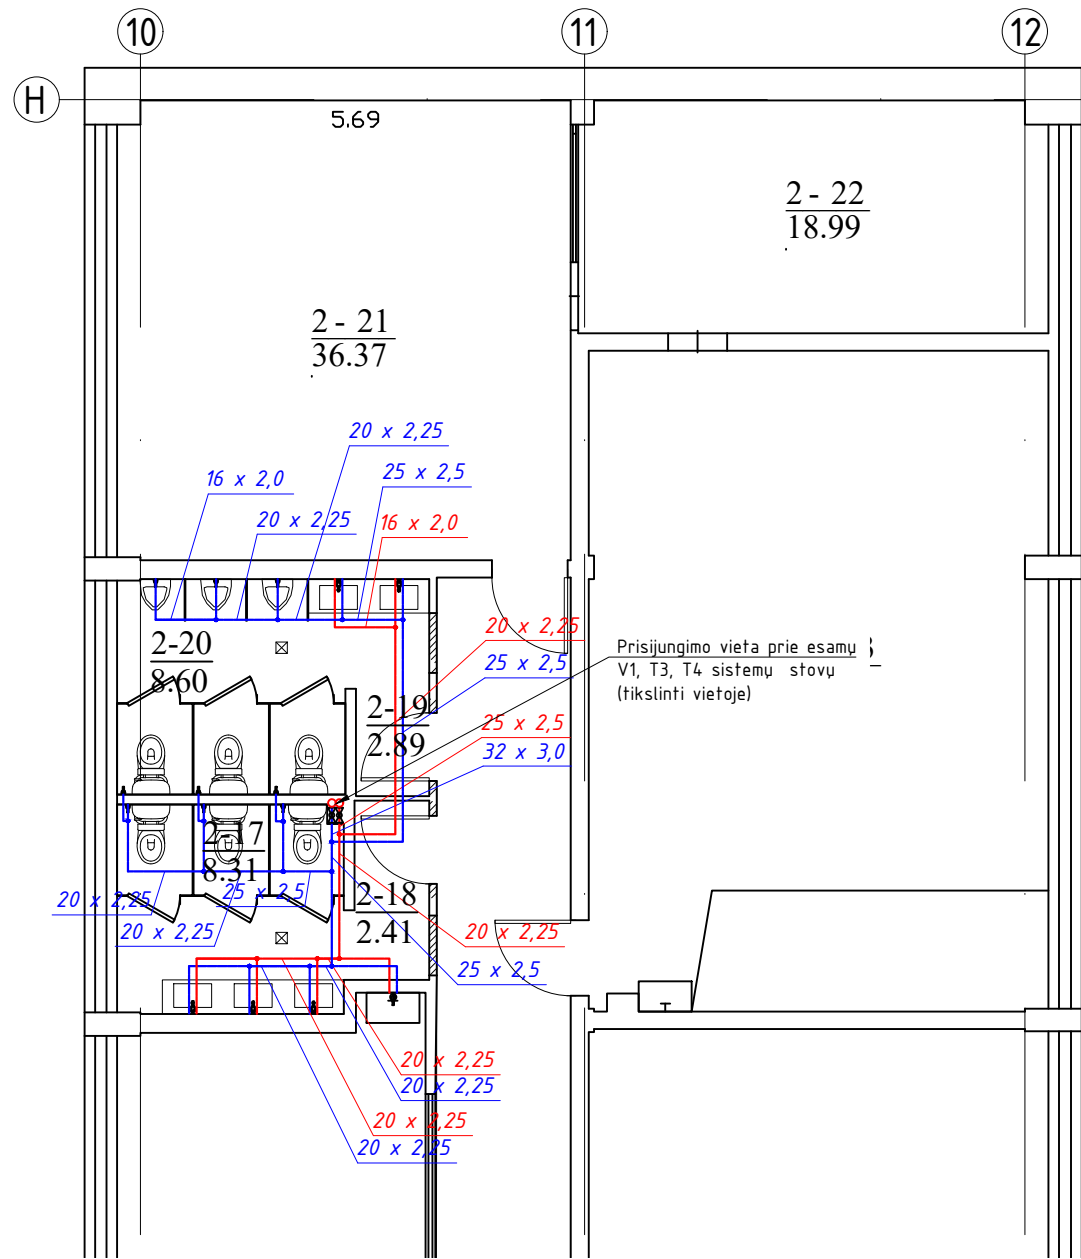 10
11
12
H
5.69
2 - 22
18.99
2 - 21
36.37
20 x 2,25
16 x 2,0
25 x 2,5
20 x 2,25
16 x 2,0
20 x 2,25
2-20
8.60
25 x 2,5
Prisijungimo vieta prie esamų
V1, T3, T4 sistemų stovų
(tikslinti vietoje)
2-19
2.89
25 x 2,5
32 x 3,0
2-17
8.31
20 x 2,25
25 x 2,5
2-18
2.41
20 x 2,25
20 x 2,25
25 x 2,5
20 x 2,25
20 x 2,25
20 x 2,25
20 x 2,25